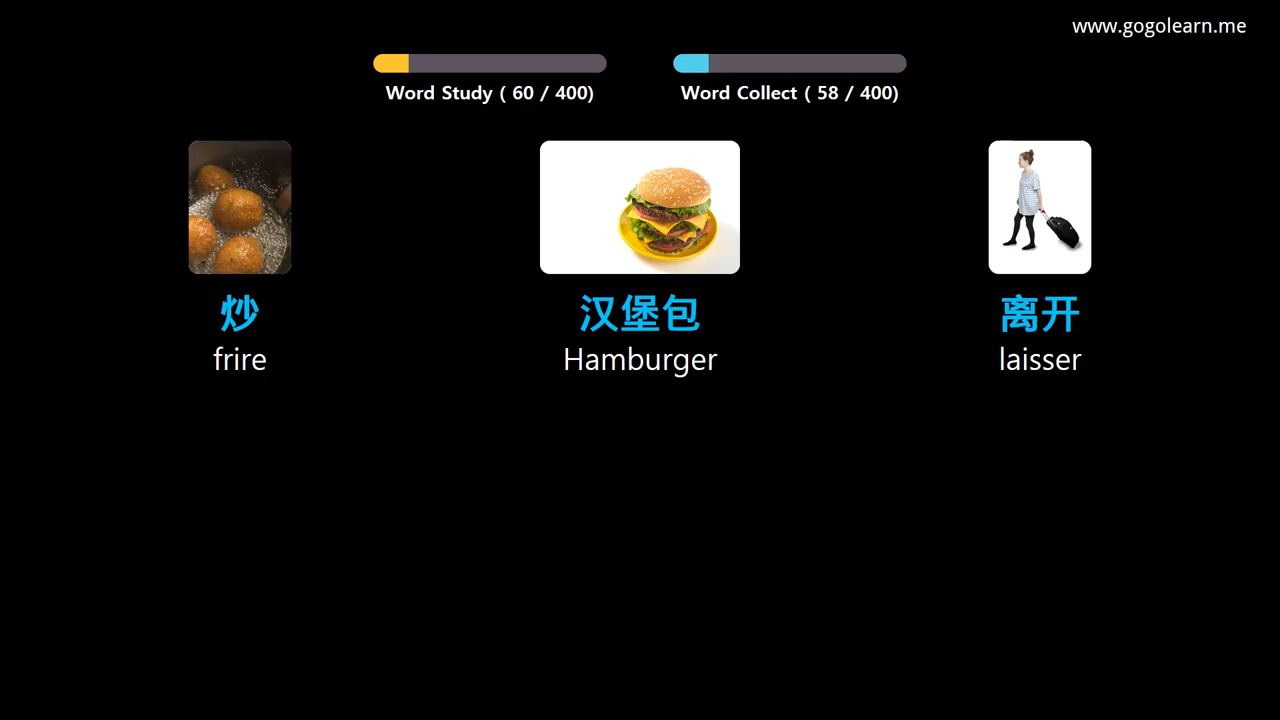 www.gogolearn.me
Word Study ( 60 / 400)
Word Collect ( 58 / 400)
炒
frire
汉堡包
Hamburger
离开
laisser